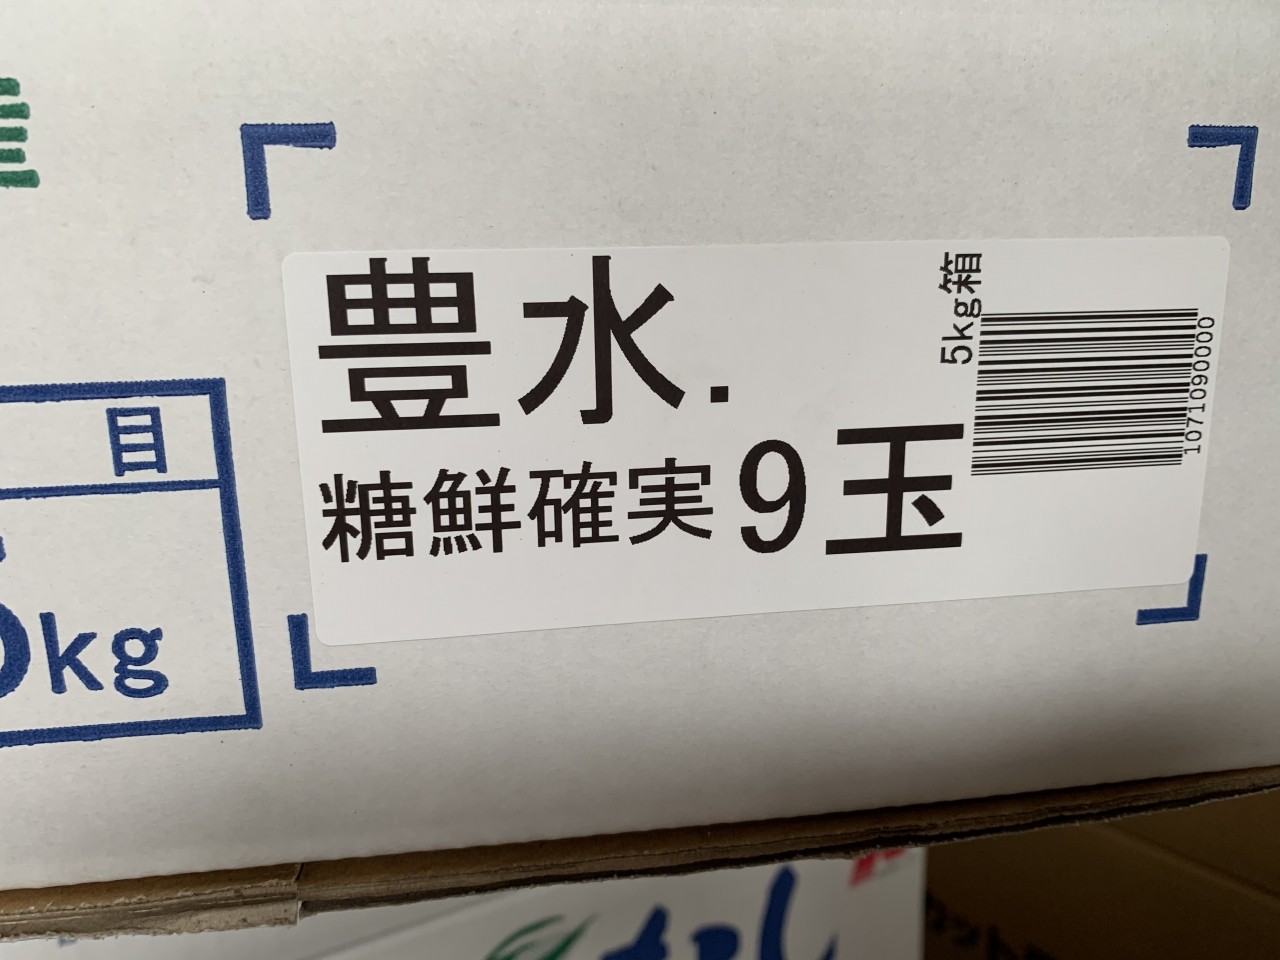 豊水.
糖鮮確実 9玉
5kg箱
1071090000
目
kg